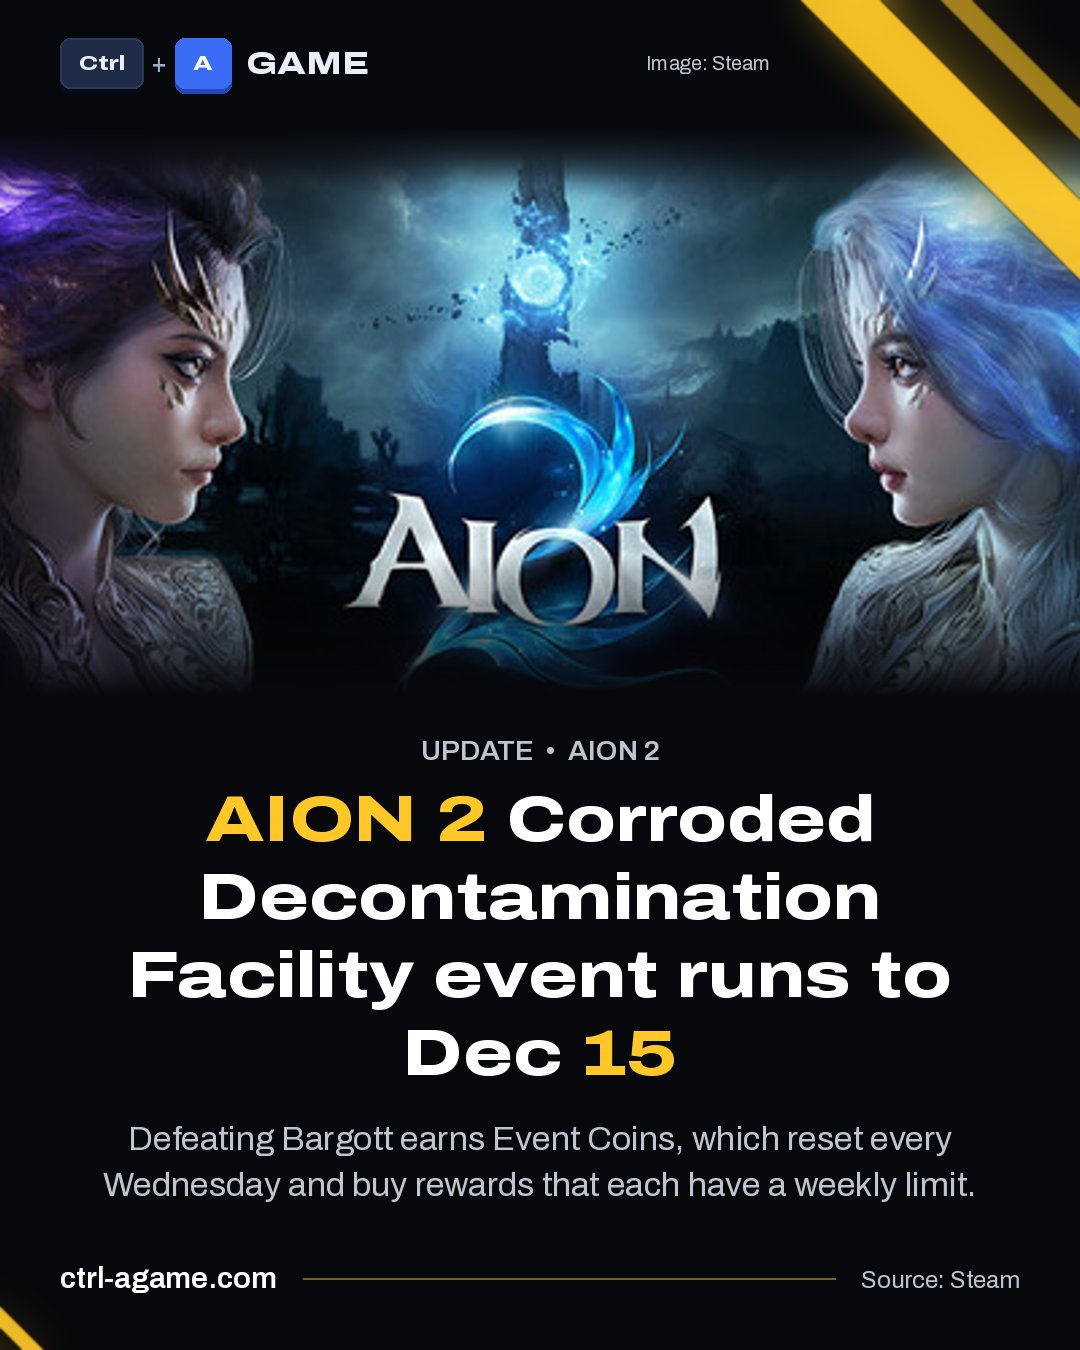 Ctrl + A GAME
Image: Steam
AION 2
UPDATE • AION 2
AION 2 Corroded
Decontamination
Facility event runs to
Dec 15
Defeating Bargott earns Event Coins, which reset every
Wednesday and buy rewards that each have a weekly limit.
ctrl-agame.com
Source: Steam